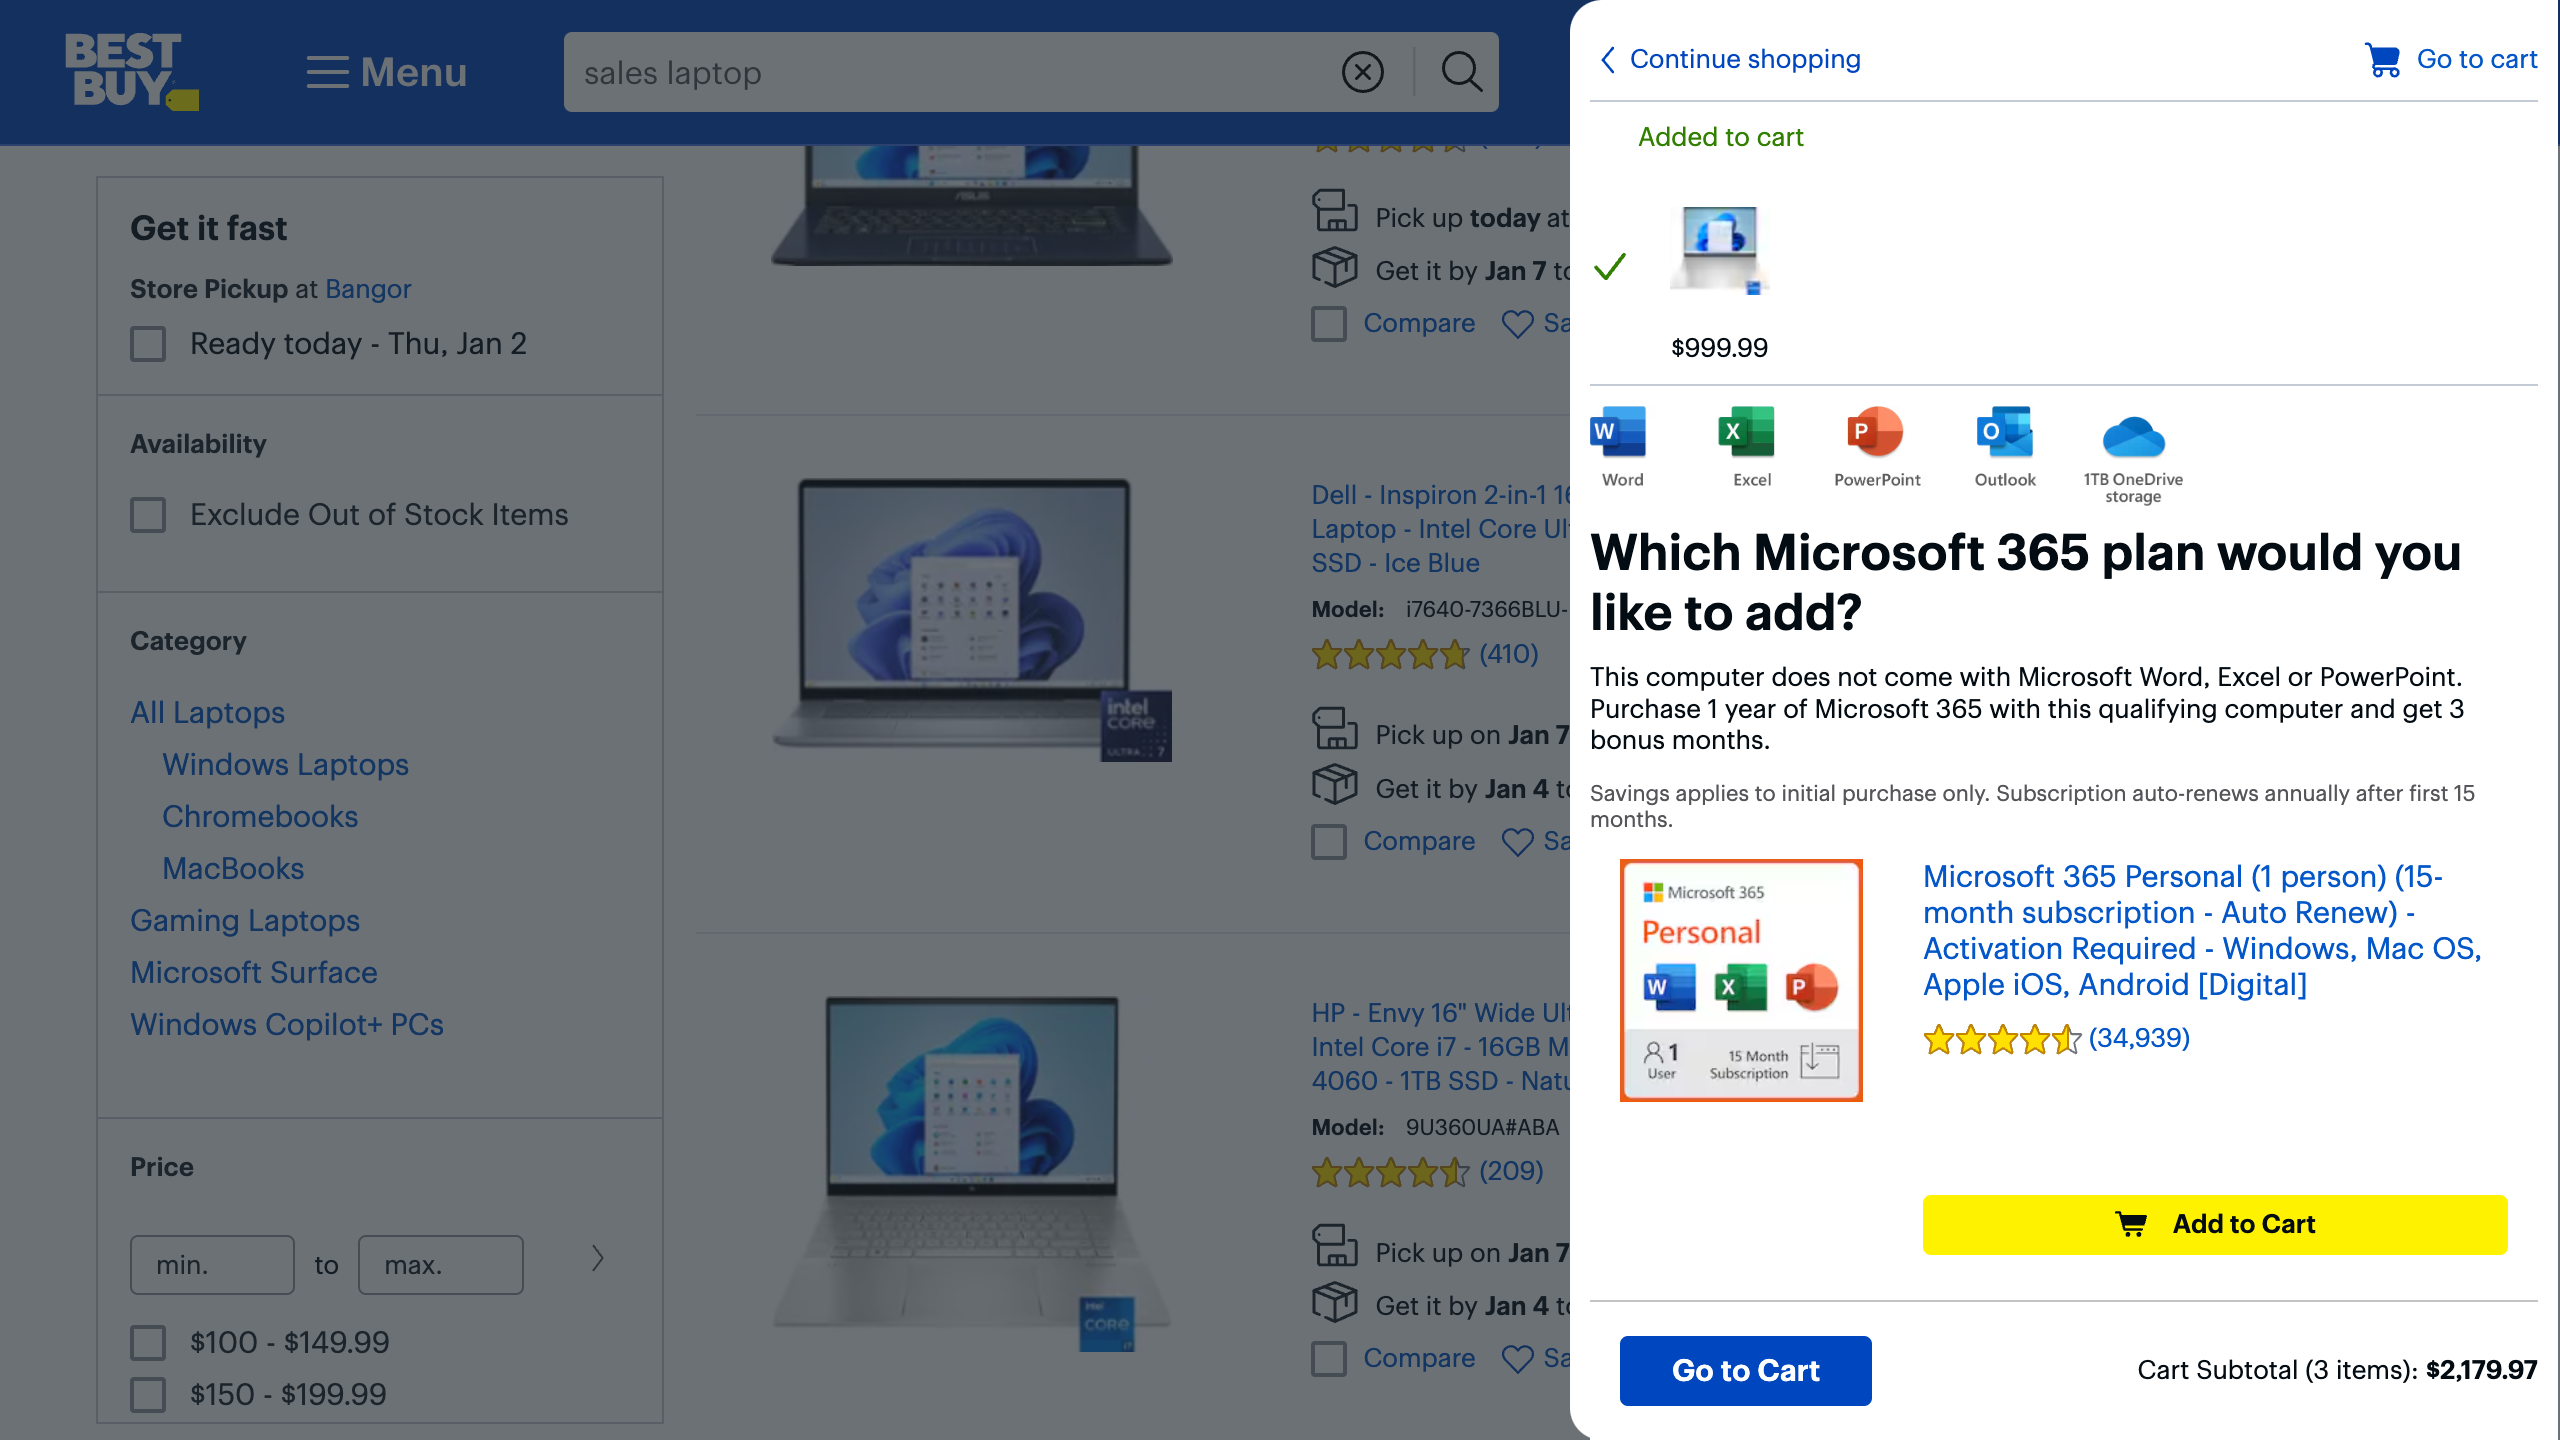 BEST
BUY
Menu
sales laptop
Get it fast
Store Pickup at Bangor
Ready today - Thu, Jan 2
Availability
Exclude Out of Stock Items
Category
All Laptops
Windows Laptops
Chromebooks
MacBooks
Gaming Laptops
Microsoft Surface
Windows Copilot+ PCs
Price
min. to max.
$100 - $149.99
$150 - $199.99
ASUS
Pick up today at
Get it by Jan 7
Compare
intel
CORE
ULTRA 7
Dell - Inspiron 2-in-1
Laptop - Intel Core
SSD - Ice Blue
Model: i7640-7366BLU-
(410)
Pick up on Jan 7
Get it by Jan 4
Compare
intel
CORE
i7
HP - Envy 16" Wide
Intel Core i7 - 16GB
4060 - 1TB SSD -
Model: 9U360UA#ABA
(209)
Pick up on Jan 7
Get it by Jan 4
Compare
Continue shopping
Go to cart
Added to cart
$999.99
Word
Excel
PowerPoint
Outlook
1TB OneDrive
storage
Which Microsoft 365 plan would you
like to add?
This computer does not come with Microsoft Word, Excel or PowerPoint.
Purchase 1 year of Microsoft 365 with this qualifying computer and get 3
bonus months.
Savings applies to initial purchase only. Subscription auto-renews annually after first 15
months.
Microsoft 365
Personal
W X P
1
User
15 Month
Subscription
Microsoft 365 Personal (1 person) (15-
month subscription - Auto Renew) -
Activation Required - Windows, Mac OS,
Apple iOS, Android [Digital]
(34,939)
Add to Cart
Go to Cart
Cart Subtotal (3 items): $2,179.97